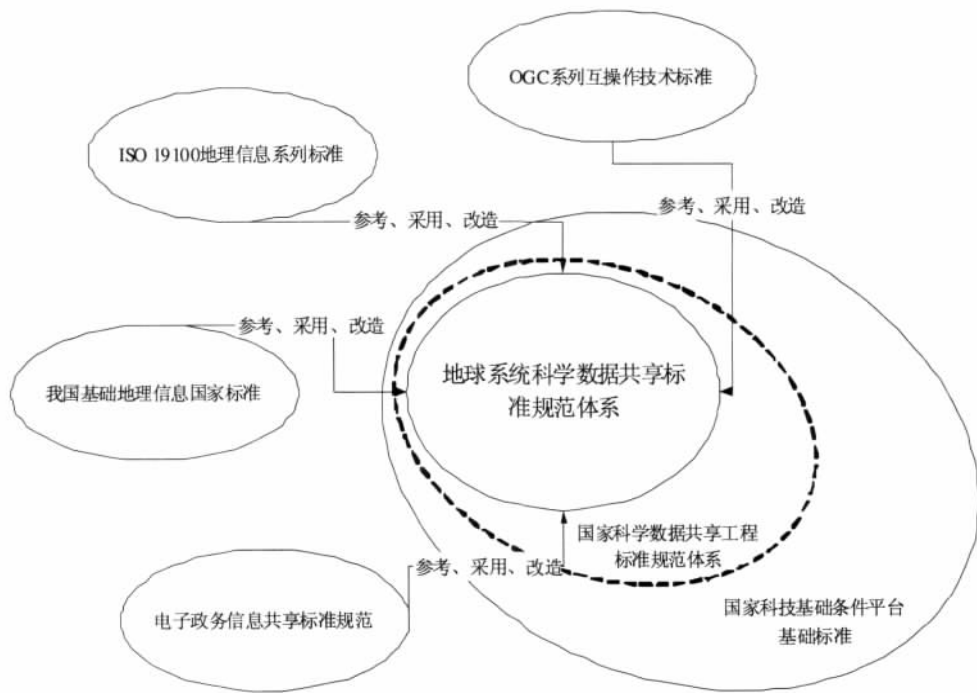 OGC系列互操作技术标准
ISO 19100地理信息系列标准
参考、采用、改造
参考、采用、改造
参考、采用、改造
我国基础地理信息国家标准
地球系统科学数据共享标
准规范体系
国家科学数据共享工程
标准规范体系
参考、采用、改造
国家科技基础条件平台
基础标准
电子政务信息共享标准规范